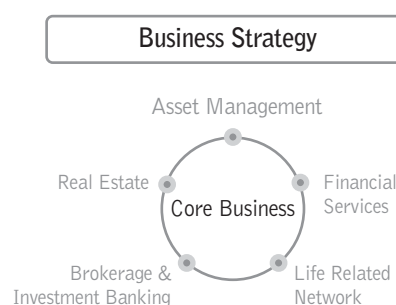 Business Strategy
Asset Management
Real Estate
Financial
Services
Core Business
Brokerage &
Investment Banking
Life Related
Network